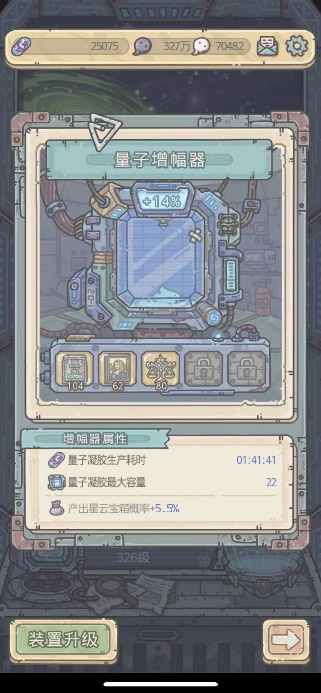 25075 327万 70482
量子增幅器
+14%
104 62 80
增幅器属性
量子凝胶生产耗时 01:41:41
量子凝胶最大容量 22
产出星云宝箱概率+5.5%
326级
装置升级